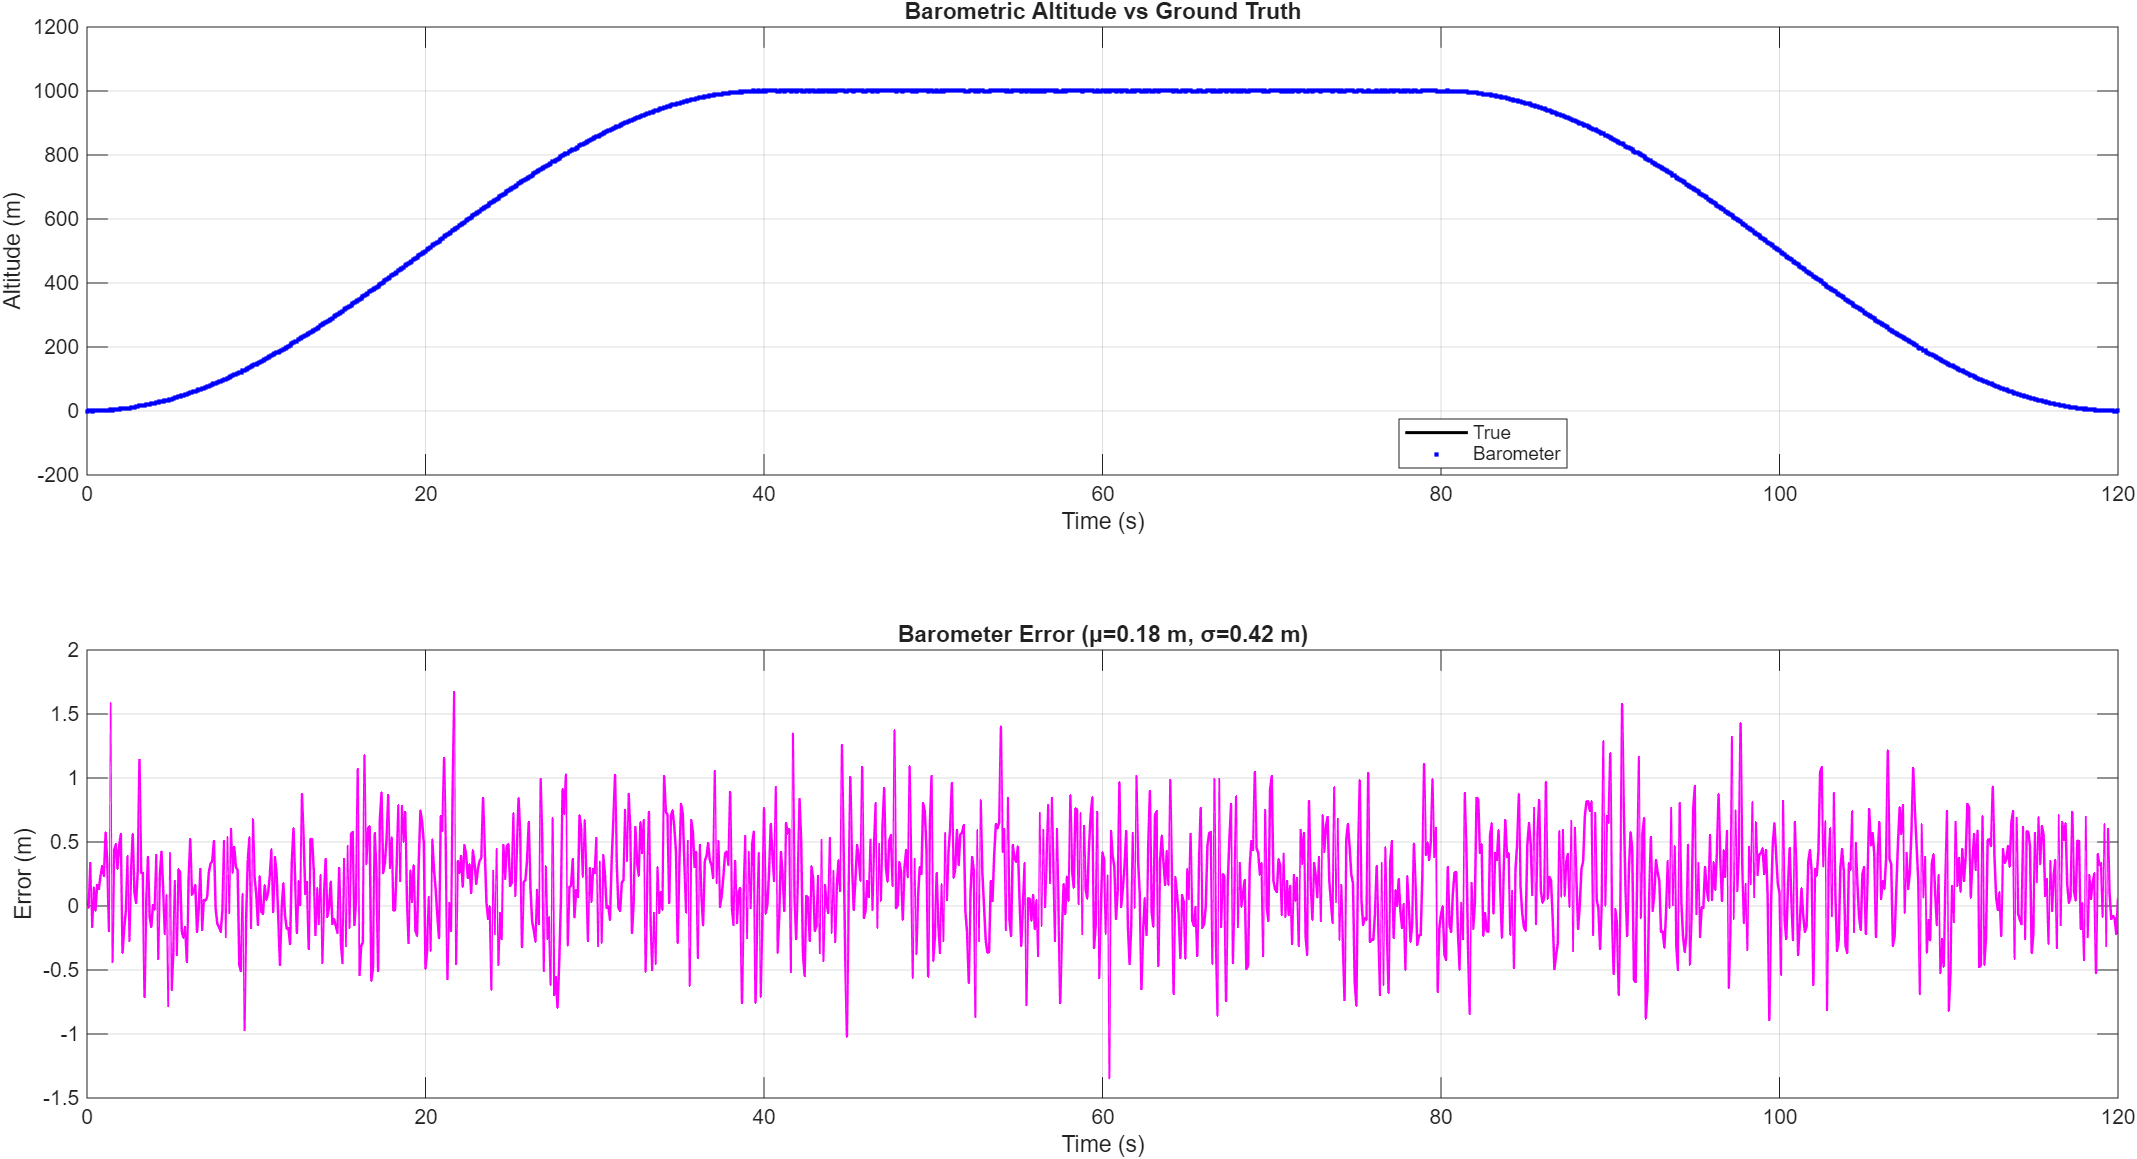 Barometric Altitude vs Ground Truth
1200
1000
800
600
400
200
0
-200
Altitude (m)
True
Barometer
0 20 40 60 80 100 120
Time (s)
Barometer Error (μ=0.18 m, σ=0.42 m)
2
1.5
1
0.5
0
-0.5
-1
-1.5
Error (m)
0 20 40 60 80 100 120
Time (s)